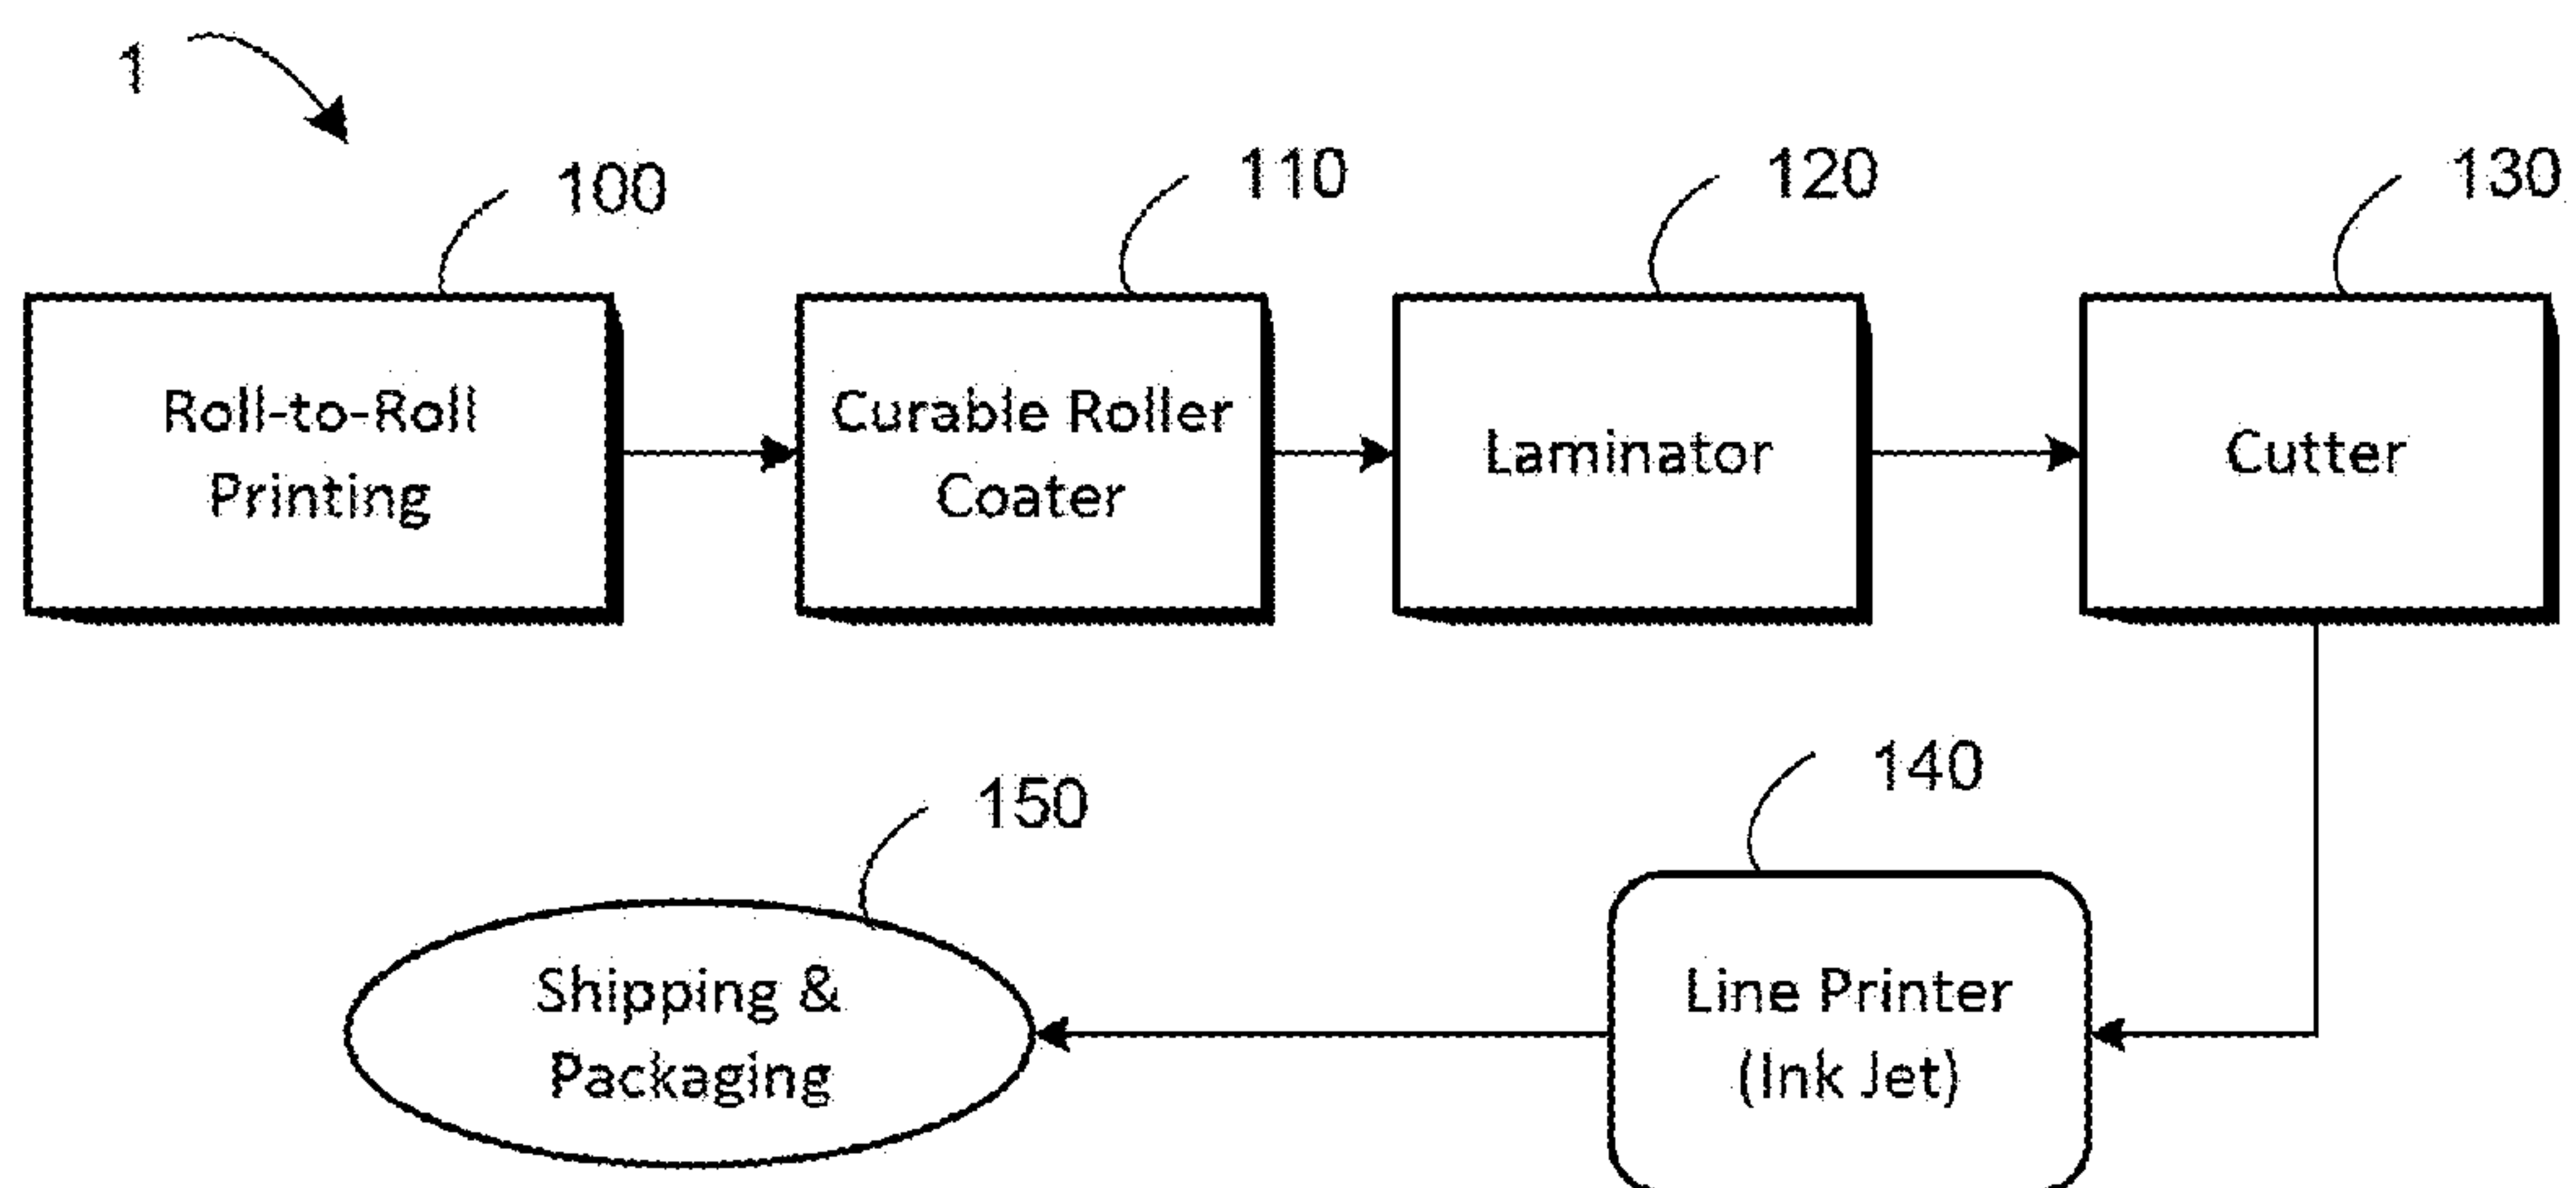 1
100
110
120
130
Roll-to-Roll
Printing
Curable Roller
Coater
Laminator
Cutter
140
150
Line Printer
(Ink Jet)
Shipping &
Packaging